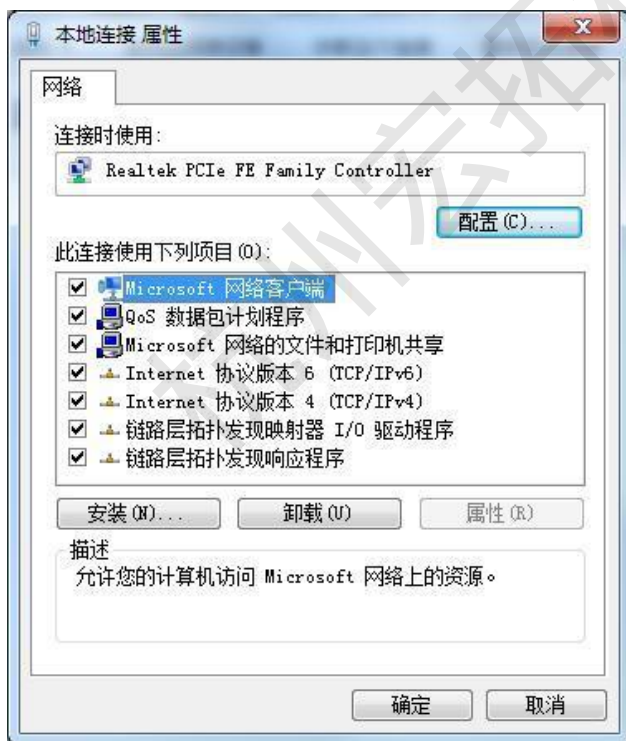 本地连接 属性
网络
连接时使用:
Realtek PCIe FE Family Controller
配置(C)...
此连接使用下列项目(O):
Microsoft 网络客户端
QoS 数据包计划程序
Microsoft 网络的文件和打印机共享
Internet 协议版本 6 (TCP/IPv6)
Internet 协议版本 4 (TCP/IPv4)
链路层拓扑发现映射器 I/O 驱动程序
链路层拓扑发现响应程序
安装(N)... 卸载(U) 属性(R)
描述
允许您的计算机访问 Microsoft 网络上的资源。
确定 取消
杭州宏拓